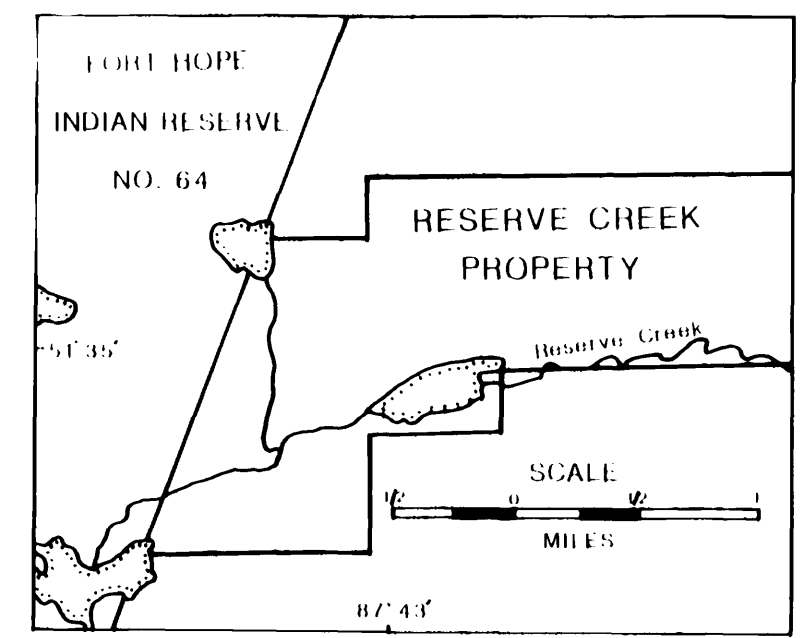 FORT HOPE
INDIAN RESERVE
NO. 64
RESERVE CREEK
PROPERTY
51°35'
Reserve Creek
SCALE
1/2 0 1/2 1
MILES
87°43'